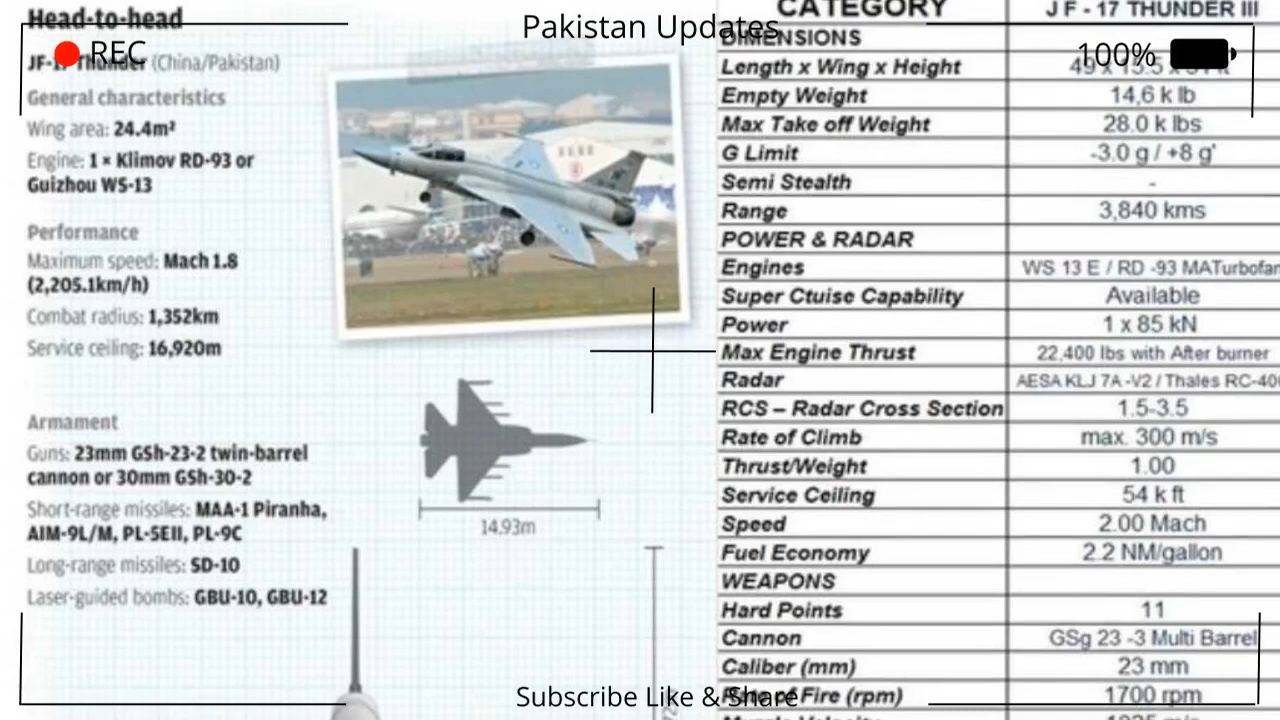 Pakistan Updates
REC
100%
Head-to-head
JF-17 Thunder (China/Pakistan)
General characteristics
Wing area: 24.4m²
Engine: 1 × Klimov RD-93 or
Guizhou WS-13
Performance
Maximum speed: Mach 1.8
(2,205.1km/h)
Combat radius: 1,352km
Service ceiling: 16,920m
Armament
Guns: 23mm GSh-23-2 twin-barrel
cannon or 30mm GSh-30-2
Short-range missiles: MAA-1 Piranha,
AIM-9L/M, PL-5EII, PL-9C
Long-range missiles: SD-10
Laser-guided bombs: GBU-10, GBU-12
14.93m
CATEGORY JF-17 THUNDER III
DIMENSIONS
Length x Wing x Height
Empty Weight 14,6 k lb
Max Take off Weight 28.0 k lbs
G Limit -3.0 g / +8 g'
Semi Stealth -
Range 3,840 kms
POWER & RADAR
Engines WS 13 E / RD -93 MATurbofan
Super Ctuise Capability Available
Power 1 x 85 kN
Max Engine Thrust 22,400 lbs with After burner
Radar AESA KLJ 7A -V2 / Thales RC-400
RCS – Radar Cross Section 1.5-3.5
Rate of Climb max. 300 m/s
Thrust/Weight 1.00
Service Ceiling 54 k ft
Speed 2.00 Mach
Fuel Economy 2.2 NM/gallon
WEAPONS
Hard Points 11
Cannon GSg 23 -3 Multi Barrel
Caliber (mm) 23 mm
Rate of Fire (rpm) 1700 rpm
Subscribe Like & Share